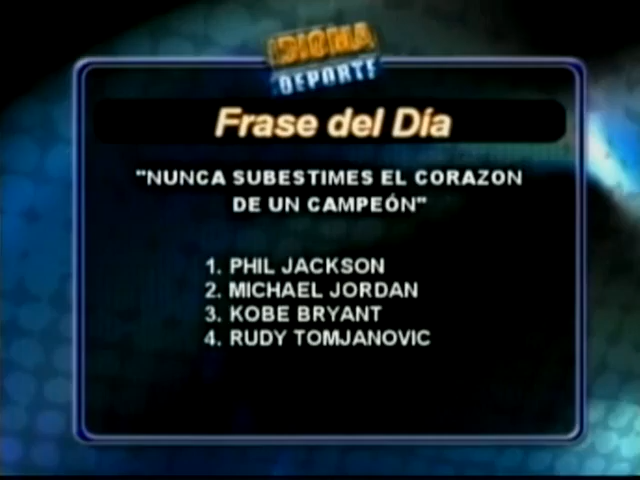 IDIOMA
DEPORTE
Frase del Día
"NUNCA SUBESTIMES EL CORAZON
DE UN CAMPEÓN"
1. PHIL JACKSON
2. MICHAEL JORDAN
3. KOBE BRYANT
4. RUDY TOMJANOVIC